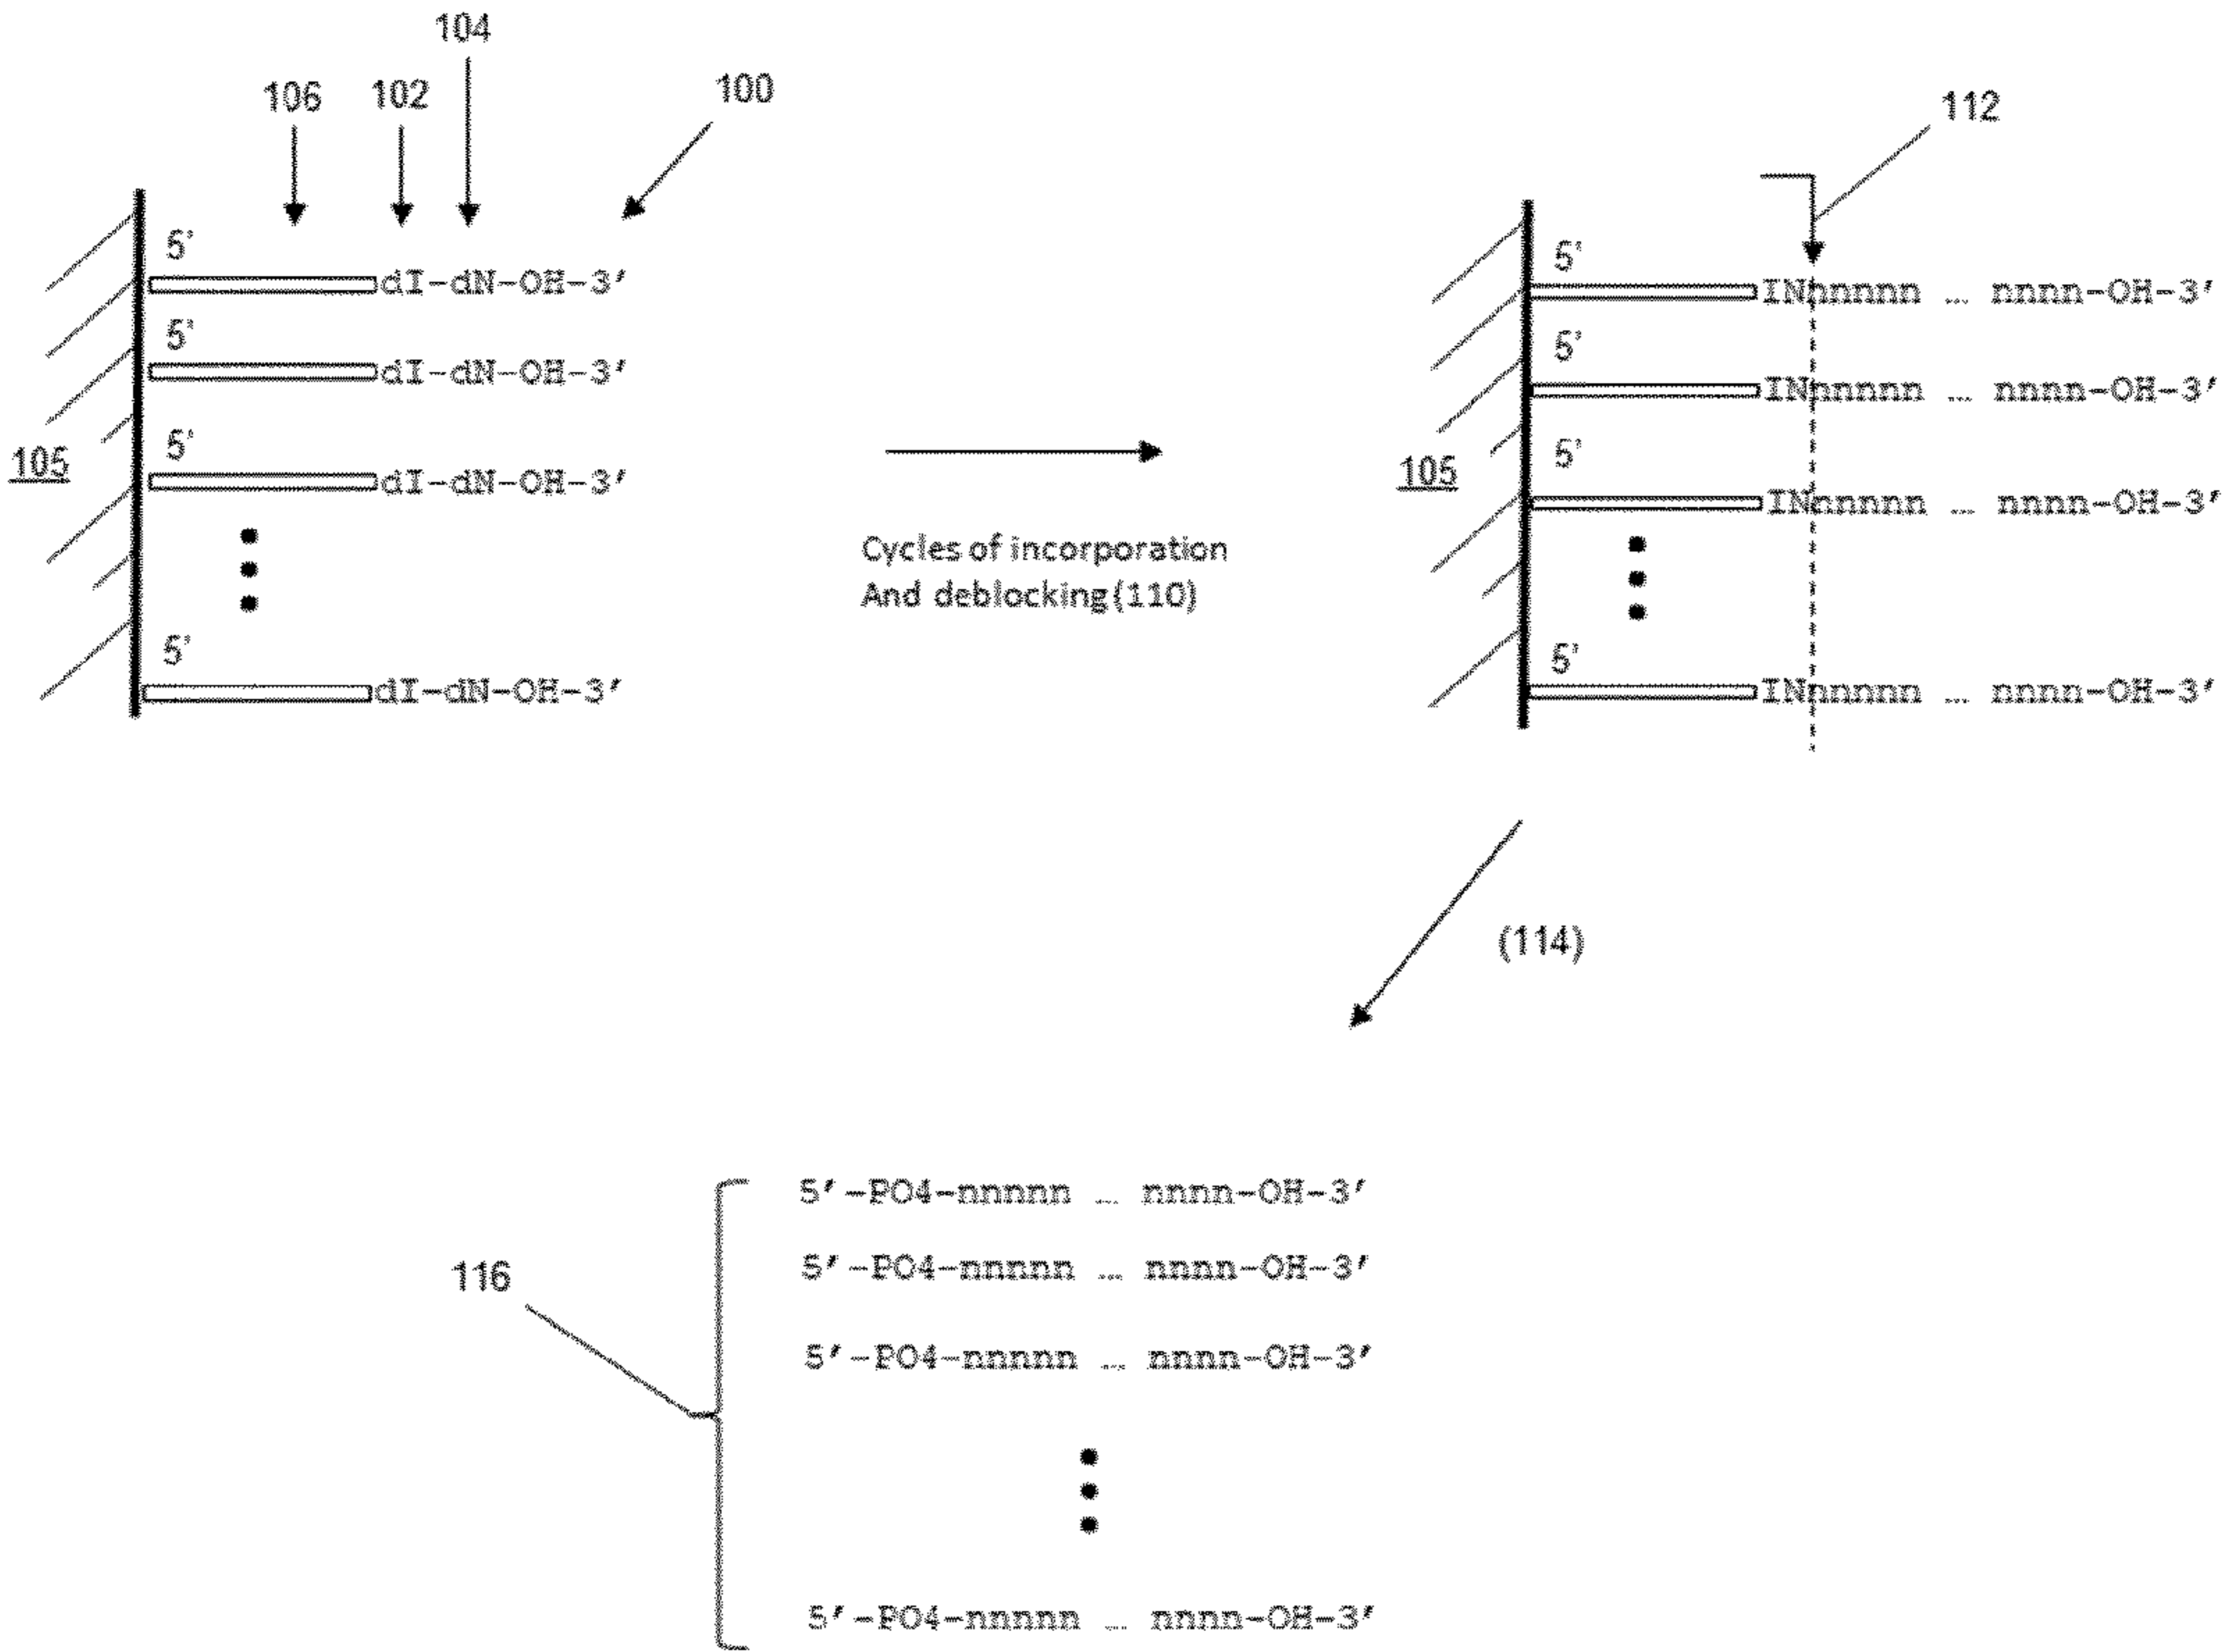 104
106 102 100
5'
dI-dN-OH-3'
5'
dI-dN-OH-3'
5'
105 dI-dN-OH-3'
5'
dI-dN-OH-3'
Cycles of incorporation
And deblocking(110)
112
5'
INnnnnn … nnnn-OH-3'
5'
INnnnnn … nnnn-OH-3'
5'
105
INnnnnn … nnnn-OH-3'
5'
INnnnnn … nnnn-OH-3'
(114)
116
5'-PO4-nnnnn … nnnn-OH-3'
5'-PO4-nnnnn … nnnn-OH-3'
5'-PO4-nnnnn … nnnn-OH-3'
5'-PO4-nnnnn … nnnn-OH-3'